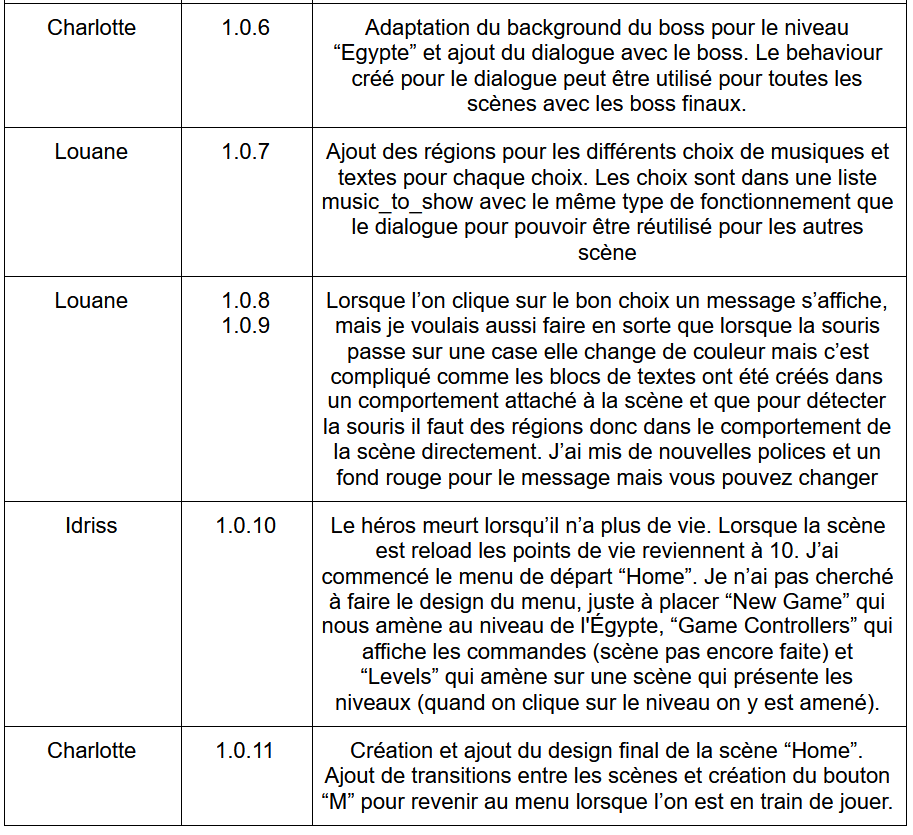 Charlotte
1.0.6
Adaptation du background du boss pour le niveau
“Egypte” et ajout du dialogue avec le boss. Le behaviour
créé pour le dialogue peut être utilisé pour toutes les
scènes avec les boss finaux.
Louane
1.0.7
Ajout des régions pour les différents choix de musiques et
textes pour chaque choix. Les choix sont dans une liste
music_to_show avec le même type de fonctionnement que
le dialogue pour pouvoir être réutilisé pour les autres
scène
Louane
1.0.8
1.0.9
Lorsque l’on clique sur le bon choix un message s’affiche,
mais je voulais aussi faire en sorte que lorsque la souris
passe sur une case elle change de couleur mais c’est
compliqué comme les blocs de textes ont été créés dans
un comportement attaché à la scène et que pour détecter
la souris il faut des régions donc dans le comportement de
la scène directement. J’ai mis de nouvelles polices et un
fond rouge pour le message mais vous pouvez changer
Idriss
1.0.10
Le héros meurt lorsqu’il n’a plus de vie. Lorsque la scène
est reload les points de vie reviennent à 10. J’ai
commencé le menu de départ “Home”. Je n’ai pas cherché
à faire le design du menu, juste à placer “New Game” qui
nous amène au niveau de l'Égypte, “Game Controllers” qui
affiche les commandes (scène pas encore faite) et
“Levels” qui amène sur une scène qui présente les
niveaux (quand on clique sur le niveau on y est amené).
Charlotte
1.0.11
Création et ajout du design final de la scène “Home”.
Ajout de transitions entre les scènes et création du bouton
“M” pour revenir au menu lorsque l’on est en train de jouer.